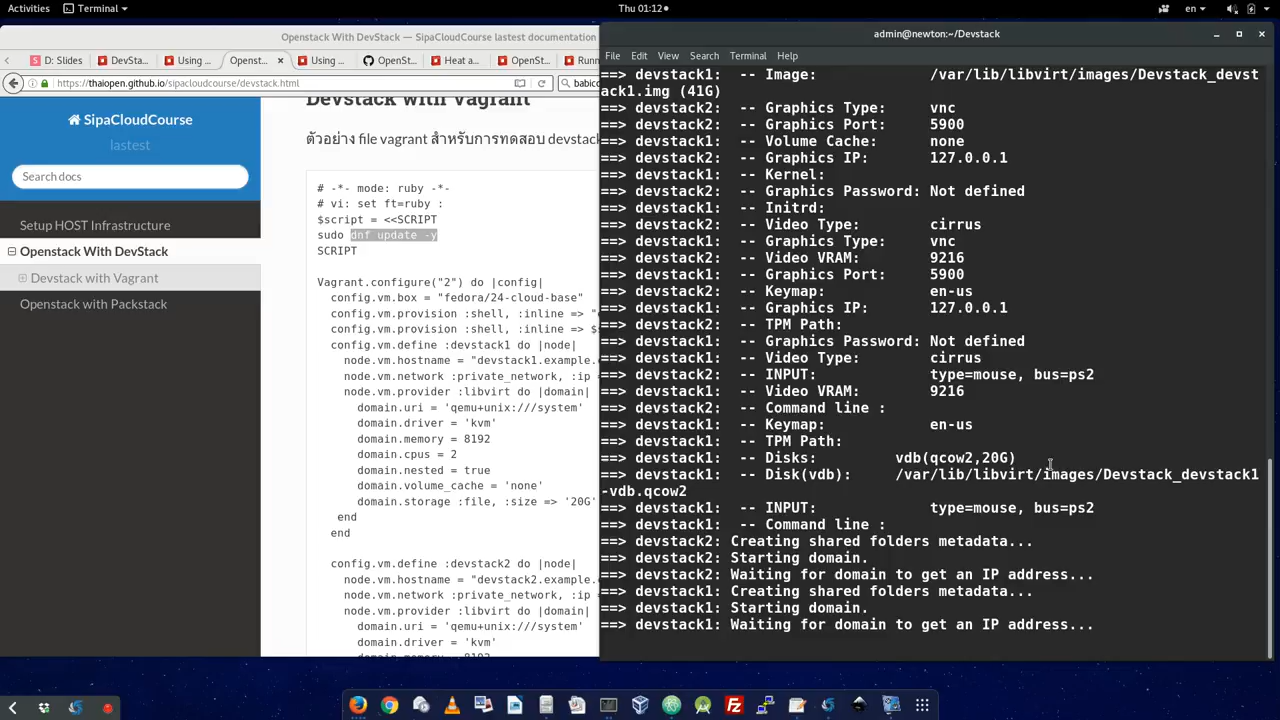 Activities
Terminal
Thu 01:12
en
Openstack With DevStack — SipaCloudCourse lastest documentation
D: Slides
DevSta...
Using ...
Openst...
Using ...
OpenSt...
Heat a...
OpenSt...
Runn
https://thaiopen.github.io/sipacloudcourse/devstack.html
babico
SipaCloudCourse
lastest
Search docs
Setup HOST Infrastructure
Openstack With DevStack
Devstack with Vagrant
Openstack with Packstack
Devstack with Vagrant
ตัวอย่าง file vagrant สำหรับการทดสอบ devstack
# -*- mode: ruby -*-
# vi: set ft=ruby :
$script = <<SCRIPT
sudo dnf update -y
SCRIPT
Vagrant.configure("2") do |config|
config.vm.box = "fedora/24-cloud-base"
config.vm.provision :shell, :inline => "
config.vm.provision :shell, :inline => $s
config.vm.define :devstack1 do |node|
node.vm.hostname = "devstack1.example.
node.vm.network :private_network, :ip
node.vm.provider :libvirt do |domain|
domain.uri = 'qemu+unix:///system'
domain.driver = 'kvm'
domain.memory = 8192
domain.cpus = 2
domain.nested = true
domain.volume_cache = 'none'
domain.storage :file, :size => '20G'
end
end
config.vm.define :devstack2 do |node|
node.vm.hostname = "devstack2.example.
node.vm.network :private_network, :ip
node.vm.provider :libvirt do |domain|
domain.uri = 'qemu+unix:///system'
domain.driver = 'kvm'
domain.memory = 8192
admin@newton:~/Devstack
File Edit View Search Terminal Help
==> devstack1: -- Image: /var/lib/libvirt/images/Devstack_devst
ack1.img (41G)
==> devstack2: -- Graphics Type: vnc
==> devstack2: -- Graphics Port: 5900
==> devstack1: -- Volume Cache: none
==> devstack2: -- Graphics IP: 127.0.0.1
==> devstack1: -- Kernel:
==> devstack2: -- Graphics Password: Not defined
==> devstack1: -- Initrd:
==> devstack2: -- Video Type: cirrus
==> devstack1: -- Graphics Type: vnc
==> devstack2: -- Video VRAM: 9216
==> devstack1: -- Graphics Port: 5900
==> devstack2: -- Keymap: en-us
==> devstack1: -- Graphics IP: 127.0.0.1
==> devstack2: -- TPM Path:
==> devstack1: -- Graphics Password: Not defined
==> devstack1: -- Video Type: cirrus
==> devstack2: -- INPUT: type=mouse, bus=ps2
==> devstack1: -- Video VRAM: 9216
==> devstack2: -- Command line :
==> devstack1: -- Keymap: en-us
==> devstack1: -- TPM Path:
==> devstack1: -- Disks: vdb(qcow2,20G)
==> devstack1: -- Disk(vdb): /var/lib/libvirt/images/Devstack_devstack1
-vdb.qcow2
==> devstack1: -- INPUT: type=mouse, bus=ps2
==> devstack1: -- Command line :
==> devstack2: Creating shared folders metadata...
==> devstack2: Starting domain.
==> devstack2: Waiting for domain to get an IP address...
==> devstack1: Creating shared folders metadata...
==> devstack1: Starting domain.
==> devstack1: Waiting for domain to get an IP address...